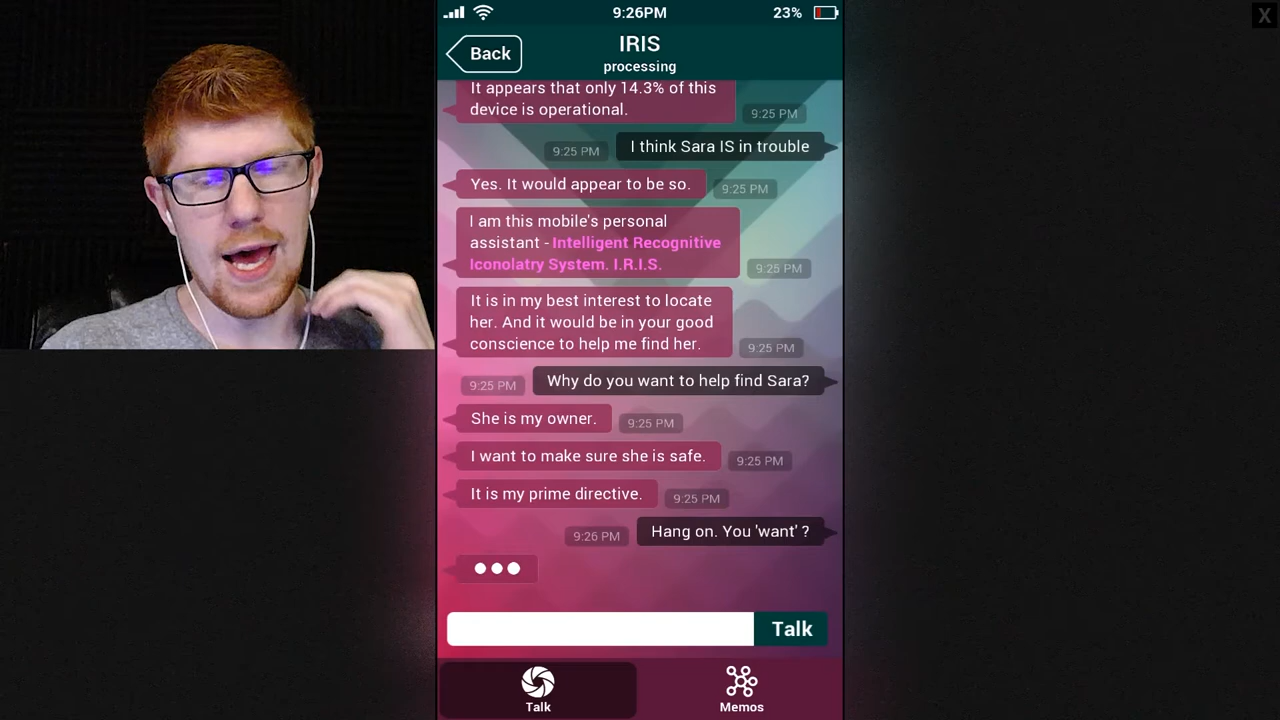 9:26PM
23%
X
Back
IRIS
processing
It appears that only 14.3% of this
device is operational.
9:25 PM
9:25 PM
I think Sara IS in trouble
Yes. It would appear to be so.
9:25 PM
I am this mobile's personal
assistant - Intelligent Recognitive
Iconolatry System. I.R.I.S.
9:25 PM
It is in my best interest to locate
her. And it would be in your good
conscience to help me find her.
9:25 PM
9:25 PM
Why do you want to help find Sara?
She is my owner.
9:25 PM
I want to make sure she is safe.
9:25 PM
It is my prime directive.
9:25 PM
9:26 PM
Hang on. You 'want' ?
Talk
Talk
Memos